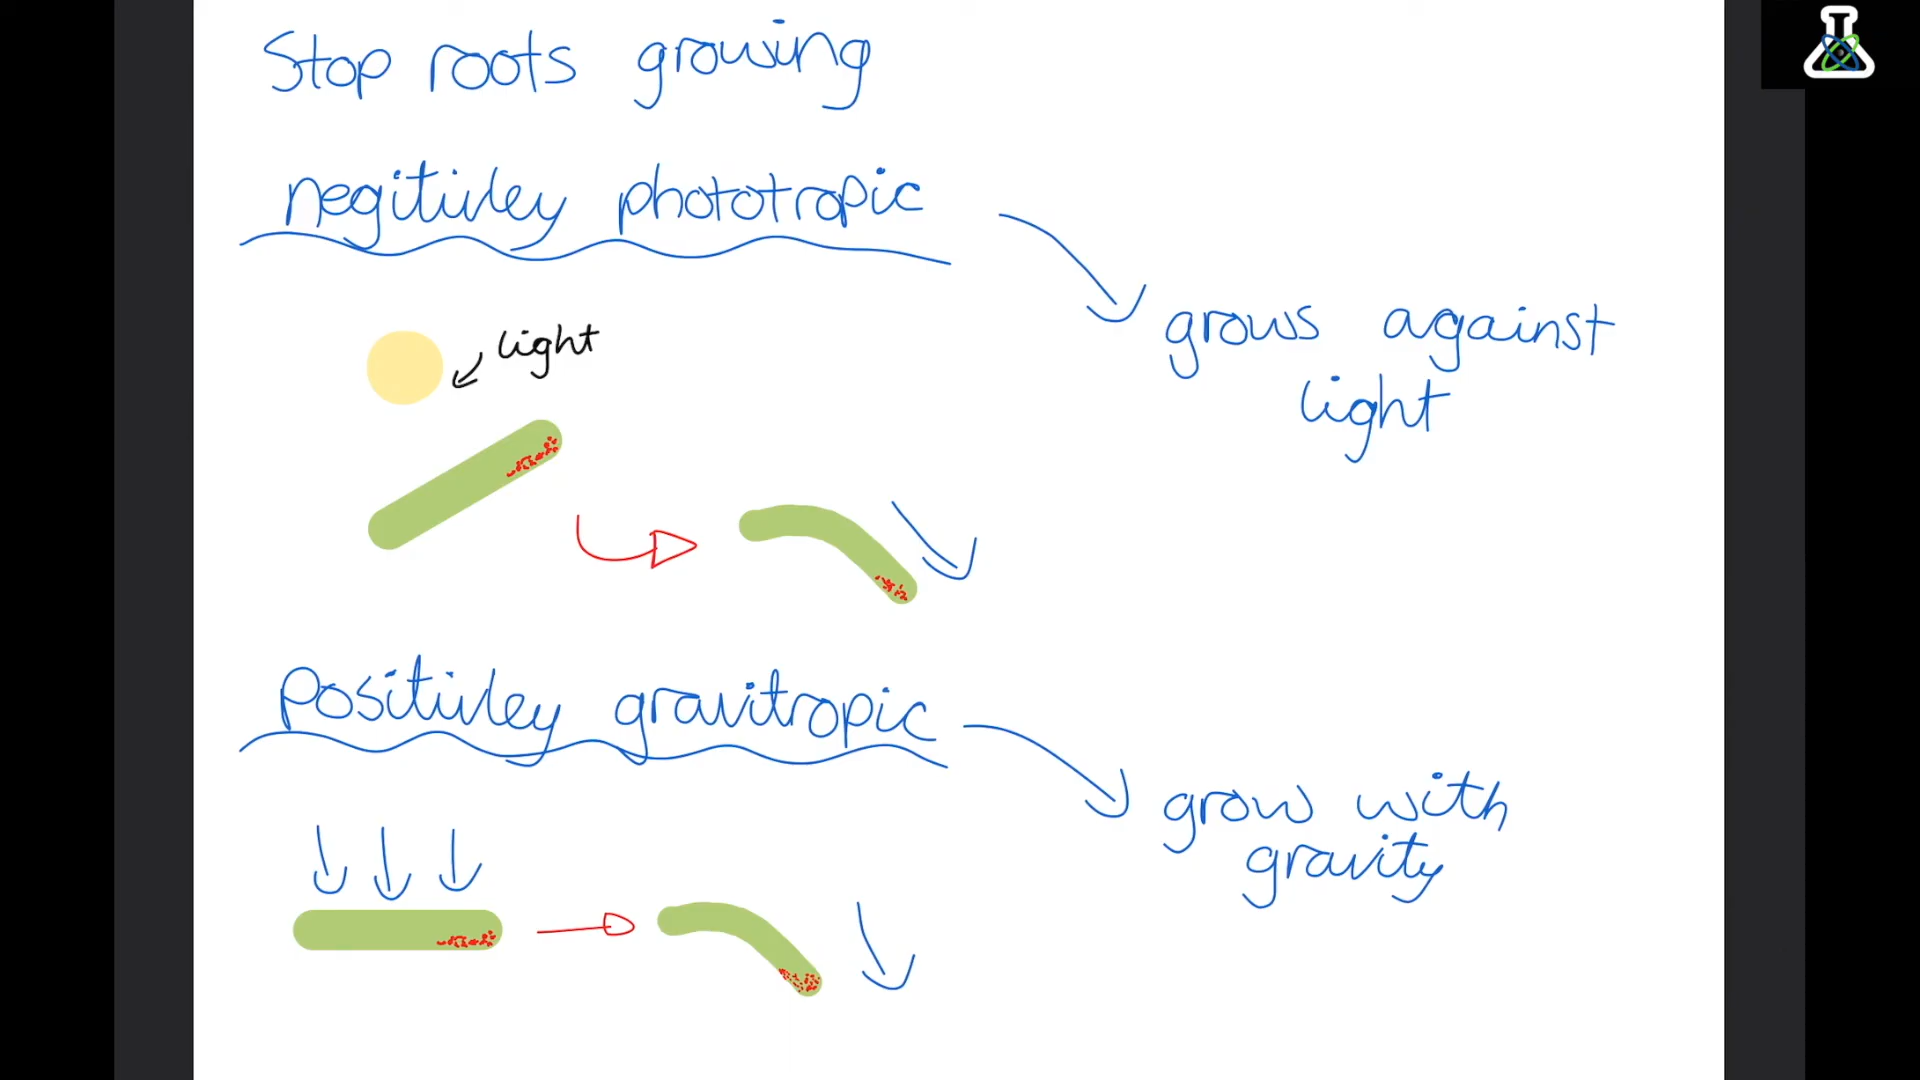 Stop roots growing
negitivley phototropic
grows against
light
light
Positivley gravitropic
grow with
gravity